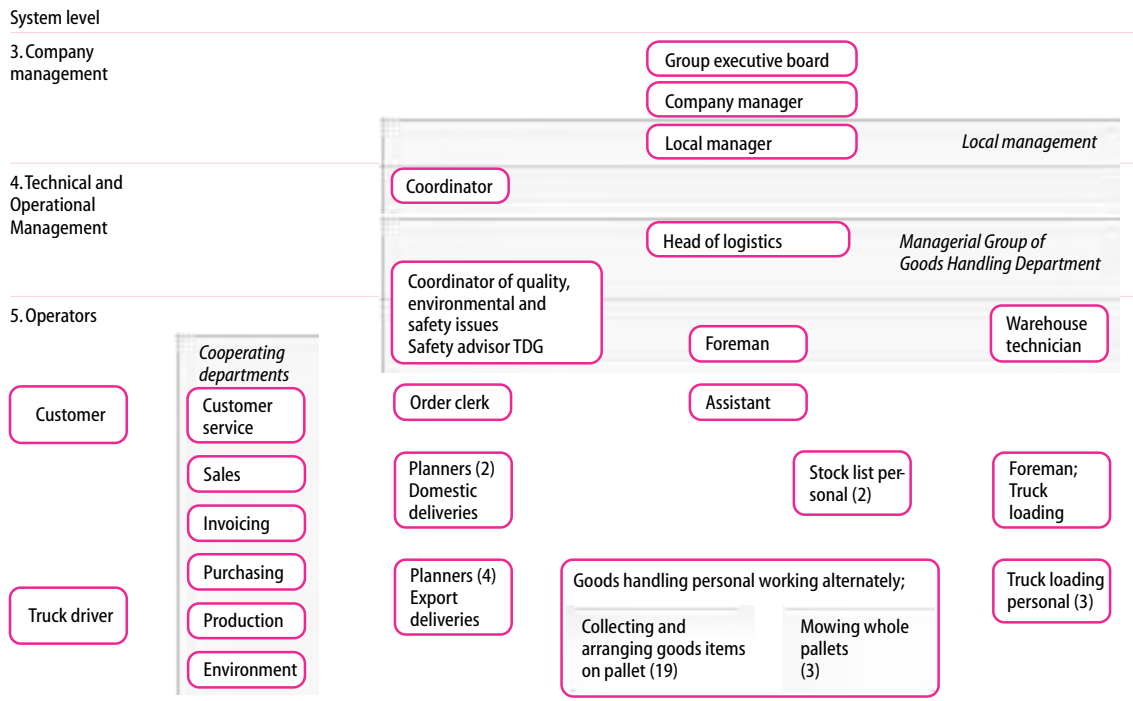 System level
3. Company
management
Group executive board
Company manager
Local manager
Local management
4. Technical and
Operational
Management
Coordinator
Head of logistics
Managerial Group of
Goods Handling Department
Coordinator of quality,
environmental and
safety issues
Safety advisor TDG
5. Operators
Foreman
Warehouse
technician
Cooperating
departments
Customer
Customer
service
Order clerk
Assistant
Sales
Planners (2)
Domestic
deliveries
Stock list per-
sonal (2)
Foreman;
Truck
loading
Invoicing
Purchasing
Planners (4)
Export
deliveries
Goods handling personal working alternately;
Truck loading
personal (3)
Truck driver
Production
Collecting and
arranging goods items
on pallet (19)
Mowing whole
pallets
(3)
Environment